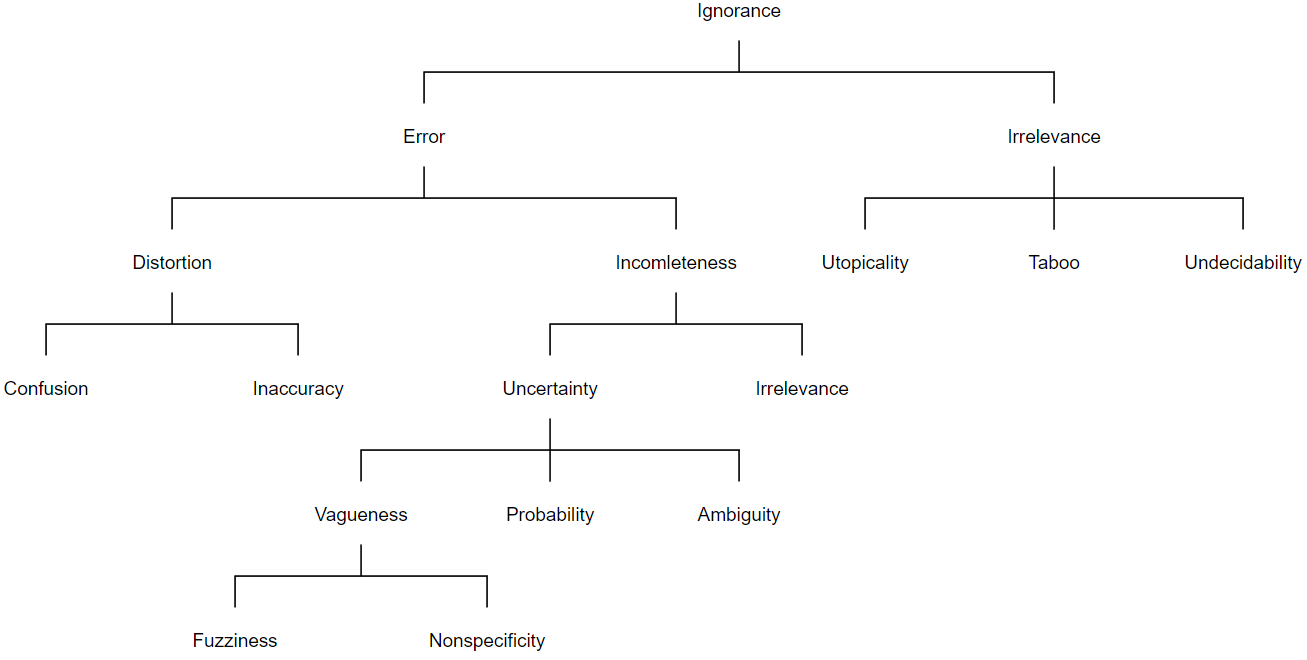 Ignorance
Error Irrelevance
Distortion Incomleteness Utopicality Taboo Undecidability
Confusion Inaccuracy Uncertainty Irrelevance
Vagueness Probability Ambiguity
Fuzziness Nonspecificity